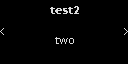 test2
< two >